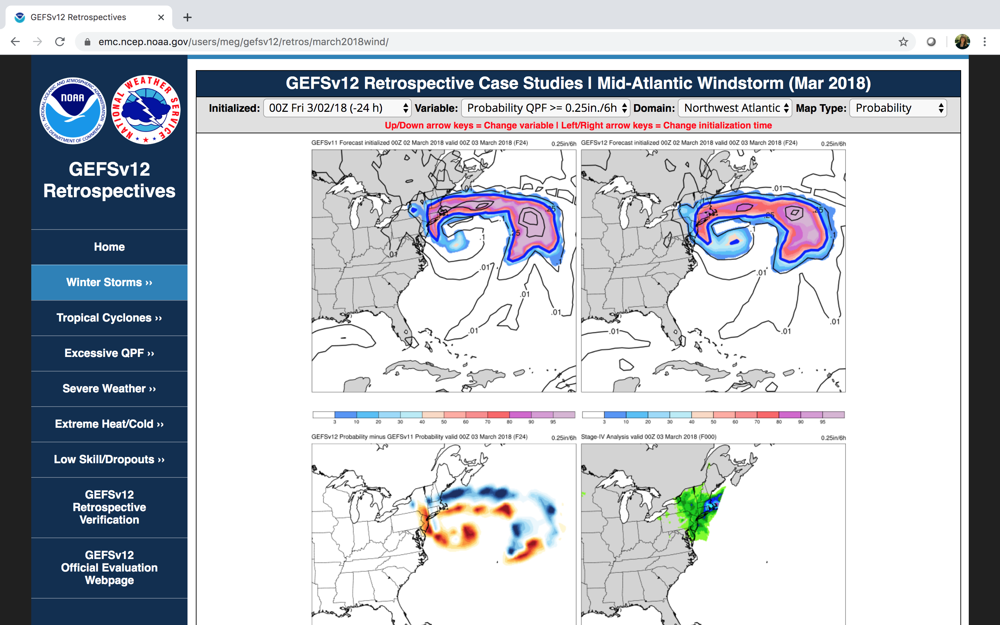 GEFSv12 Retrospectives
emc.ncep.noaa.gov/users/meg/gefsv12/retros/march2018wind/
NATIONAL OCEANIC AND ATMOSPHERIC ADMINISTRATION
NOAA
U.S. DEPARTMENT OF COMMERCE
NATIONAL WEATHER SERVICE
GEFSv12
Retrospectives
Home
Winter Storms ››
Tropical Cyclones ››
Excessive QPF ››
Severe Weather ››
Extreme Heat/Cold ››
Low Skill/Dropouts ››
GEFSv12
Retrospective
Verification
GEFSv12
Official Evaluation
Webpage
GEFSv12 Retrospective Case Studies | Mid-Atlantic Windstorm (Mar 2018)
Initialized: 00Z Fri 3/02/18 (-24 h) Variable: Probability QPF >= 0.25in./6h Domain: Northwest Atlantic Map Type: Probability
Up/Down arrow keys = Change variable | Left/Right arrow keys = Change initialization time
GEFSv11 Forecast initialized 00Z 02 March 2018 valid 00Z 03 March 2018 (F24) 0.25in/6h
.01
.1
.25
.1
.25
.1
.01
.1
.01
.01
.01
.01
3 10 20 30 40 50 60 70 80 90 95
GEFSv12 Forecast initialized 00Z 02 March 2018 valid 00Z 03 March 2018 (F24) 0.25in/6h
.01
.01
.1
.25
.25
.1
.1
.01
.01
.01
.01
3 10 20 30 40 50 60 70 80 90 95
GEFSv12 Probability minus GEFSv11 Probability valid 00Z 03 March 2018 (F24) 0.25in/6h
Stage-IV Analysis valid 00Z 03 March 2018 (F000) 0.25in/6h